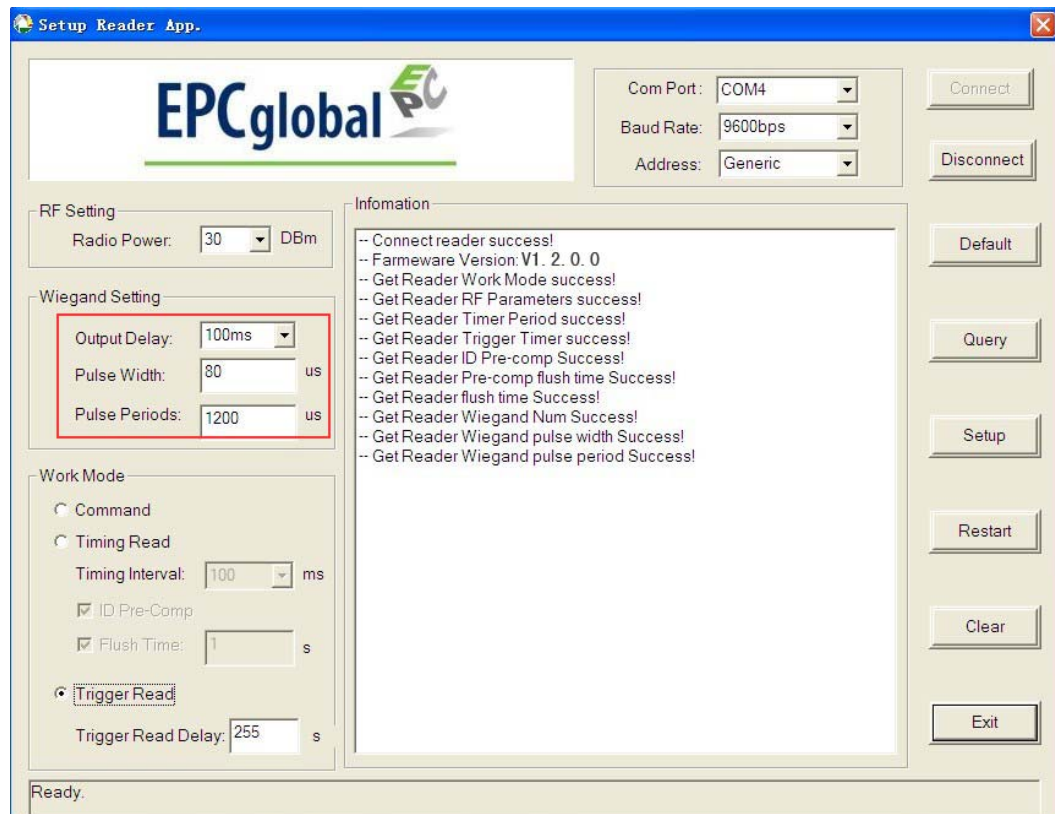 Setup Reader App.
EPCglobal
EPC
Com Port: COM4
Baud Rate: 9600bps
Address: Generic
Connect
Disconnect
RF Setting
Radio Power: 30 DBm
Wiegand Setting
Output Delay: 100ms
Pulse Width: 80 us
Pulse Periods: 1200 us
Work Mode
Command
Timing Read
Timing Interval: 100 ms
ID Pre-Comp
Flush Time: 1 s
Trigger Read
Trigger Read Delay: 255 s
Infomation
-- Connect reader success!
-- Farmeware Version: V1. 2. 0. 0
-- Get Reader Work Mode success!
-- Get Reader RF Parameters success!
-- Get Reader Timer Period success!
-- Get Reader Trigger Timer success!
-- Get Reader ID Pre-comp Success!
-- Get Reader Pre-comp flush time Success!
-- Get Reader flush time Success!
-- Get Reader Wiegand Num Success!
-- Get Reader Wiegand pulse width Success!
-- Get Reader Wiegand pulse period Success!
Default
Query
Setup
Restart
Clear
Exit
Ready.